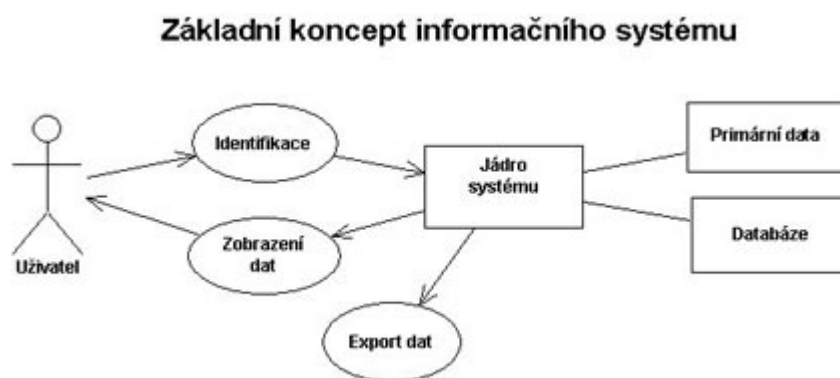 Základní koncept informačního systému
Identifikace
Primární data
Jádro
systému
Databáze
Zobrazení
dat
Uživatel
Export dat